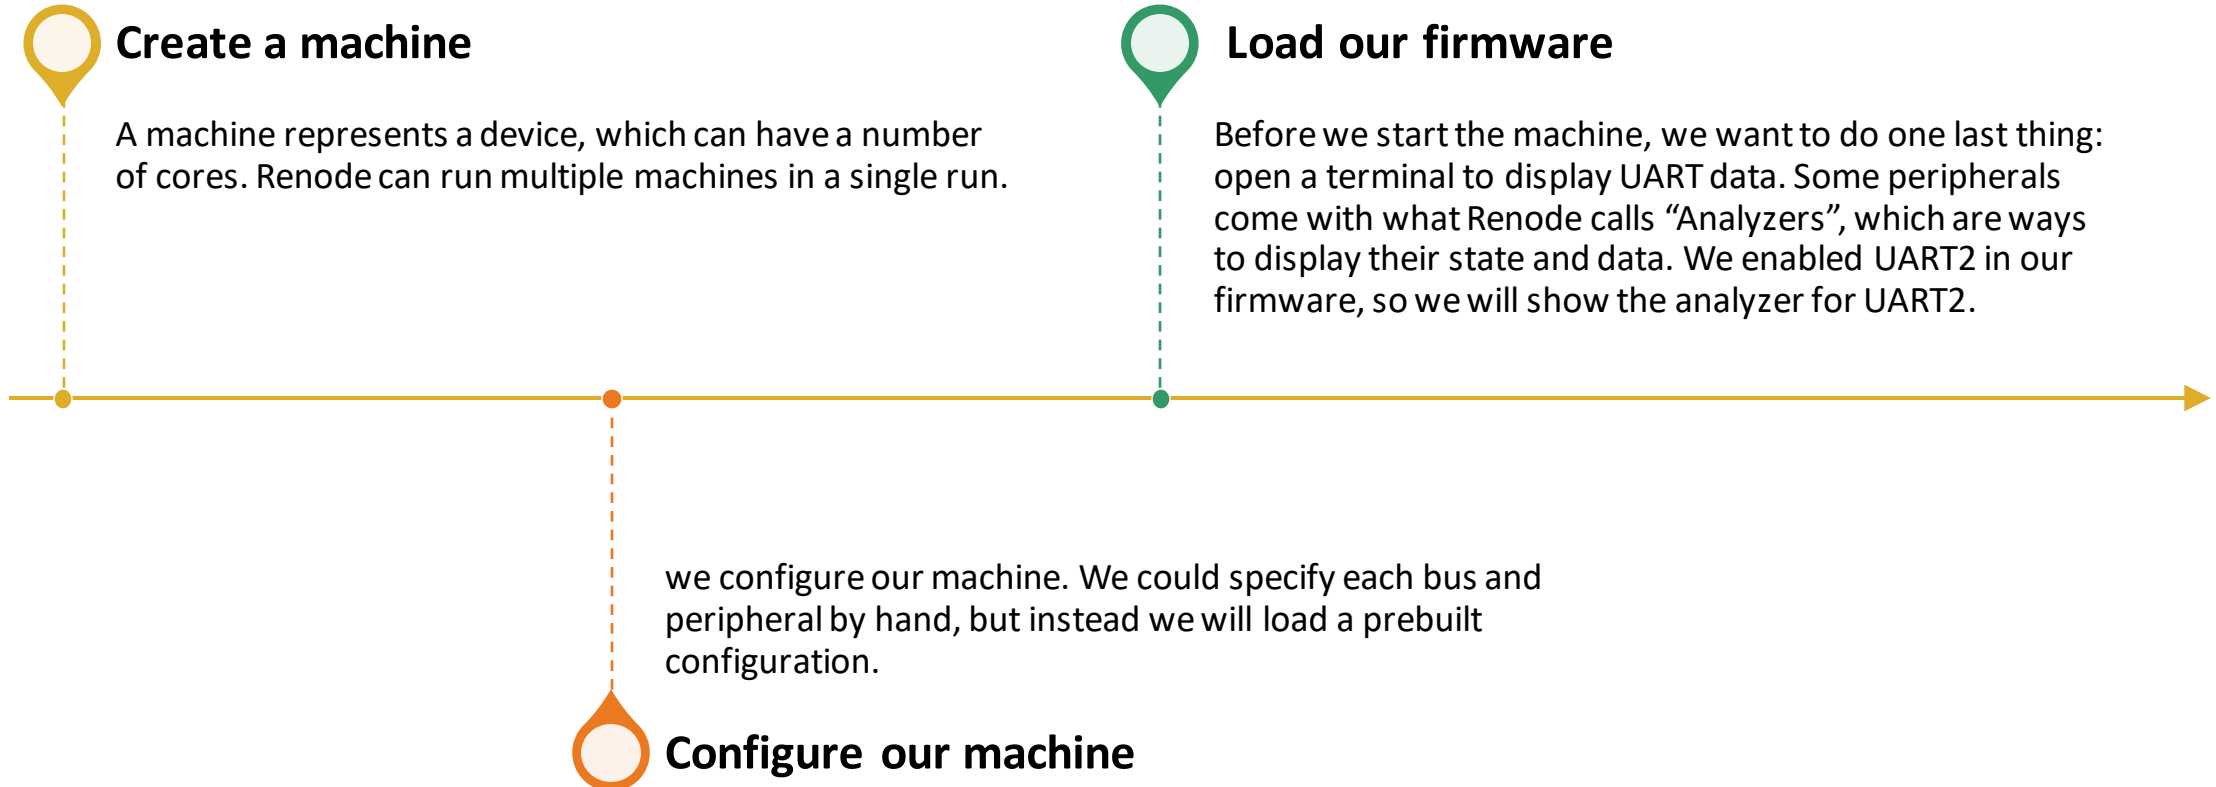 Create a machine
A machine represents a device, which can have a number
of cores. Renode can run multiple machines in a single run.
Load our firmware
Before we start the machine, we want to do one last thing:
open a terminal to display UART data. Some peripherals
come with what Renode calls “Analyzers”, which are ways
to display their state and data. We enabled UART2 in our
firmware, so we will show the analyzer for UART2.
we configure our machine. We could specify each bus and
peripheral by hand, but instead we will load a prebuilt
configuration.
Configure our machine